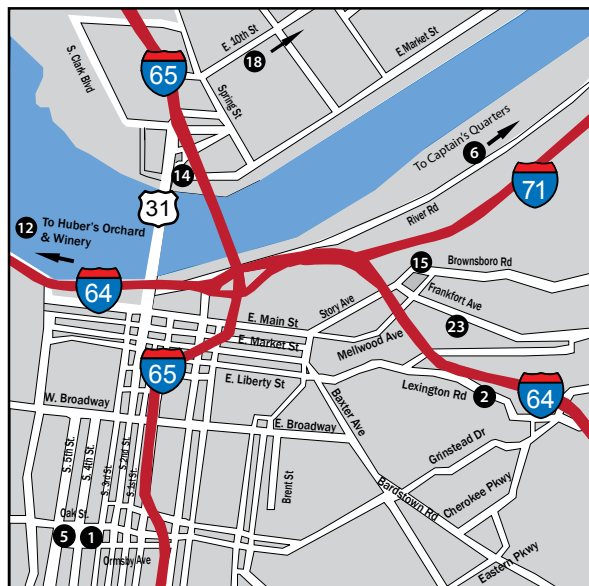 S. Clark Blvd
65
E. 10th St
18
E.Market St
Spring St
14
31
To Captain's Quarters
6
71
12
To Huber's Orchard
& Winery
River Rd
64
15
Brownsboro Rd
Frankfort Ave
Story Ave
23
E. Main St
E. Market St
Mellwood Ave
65
E. Liberty St
Lexington Rd
2
64
W. Broadway
E. Broadway
Baxter Ave
Grinstead Dr
S. 5th St.
S. 4th St.
S. 3rd St.
S. 2nd St.
S. 1st St.
Brent St
Bardstown Rd
Cherokee Pkwy
Oak St.
5
1
Ormsby Ave
Eastern Pkwy